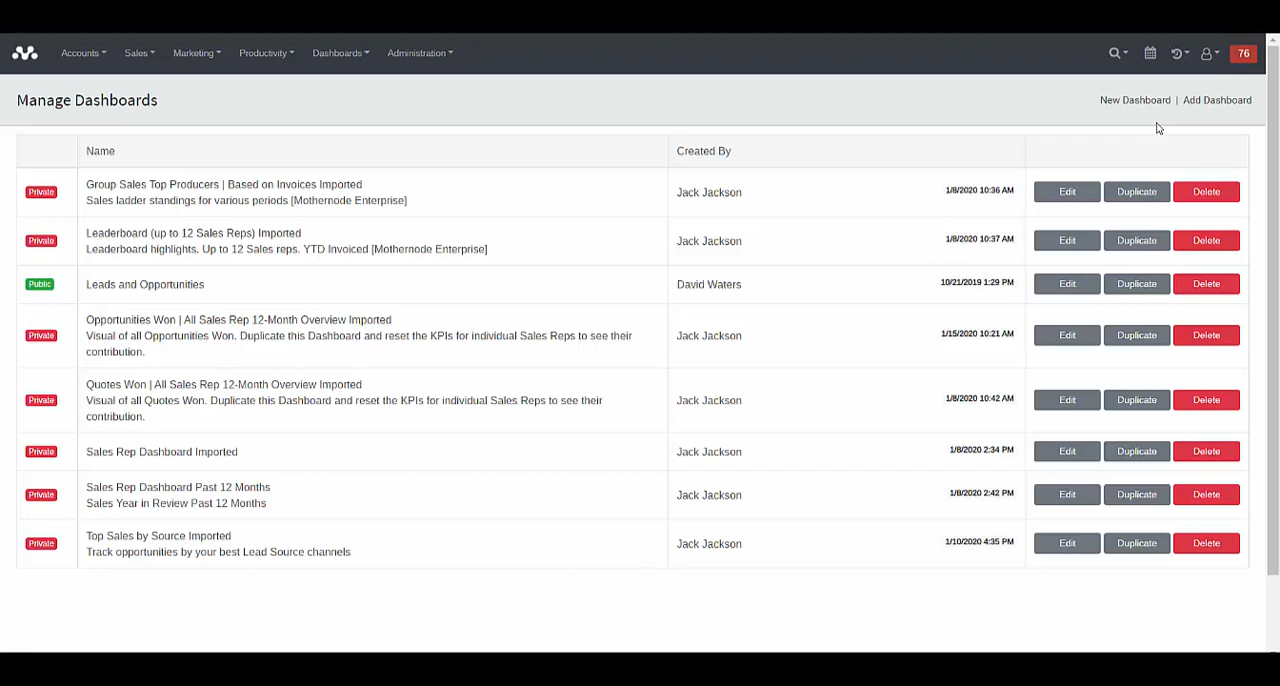 Accounts Sales Marketing Productivity Dashboards Administration 76
Manage Dashboards
New Dashboard | Add Dashboard
Name Created By
Private Group Sales Top Producers | Based on Invoices Imported
Sales ladder standings for various periods [Mothernode Enterprise] Jack Jackson 1/8/2020 10:36 AM Edit Duplicate Delete
Private Leaderboard (up to 12 Sales Reps) Imported
Leaderboard highlights. Up to 12 Sales reps. YTD Invoiced [Mothernode Enterprise] Jack Jackson 1/8/2020 10:37 AM Edit Duplicate Delete
Public Leads and Opportunities David Waters 10/21/2019 1:29 PM Edit Duplicate Delete
Private Opportunities Won | All Sales Rep 12-Month Overview Imported
Visual of all Opportunities Won. Duplicate this Dashboard and reset the KPIs for individual Sales Reps to see their Jack Jackson 1/15/2020 10:21 AM Edit Duplicate Delete
contribution.
Private Quotes Won | All Sales Rep 12-Month Overview Imported
Visual of all Quotes Won. Duplicate this Dashboard and reset the KPIs for individual Sales Reps to see their Jack Jackson 1/8/2020 10:42 AM Edit Duplicate Delete
contribution.
Private Sales Rep Dashboard Imported Jack Jackson 1/8/2020 2:34 PM Edit Duplicate Delete
Private Sales Rep Dashboard Past 12 Months
Sales Year in Review Past 12 Months Jack Jackson 1/8/2020 2:42 PM Edit Duplicate Delete
Private Top Sales by Source Imported
Track opportunities by your best Lead Source channels Jack Jackson 1/10/2020 4:35 PM Edit Duplicate Delete